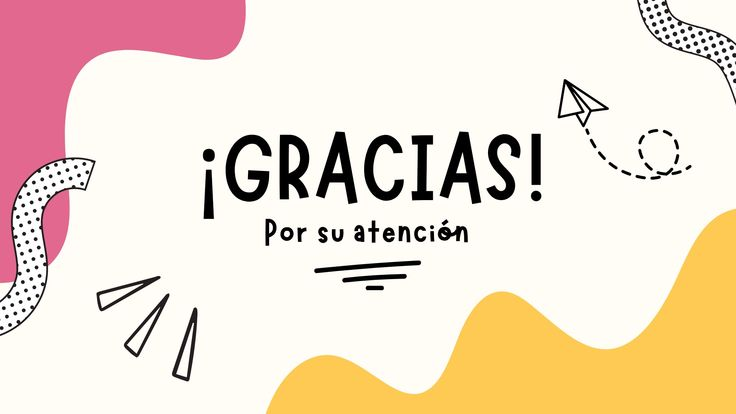 ¡GRACIAS!
Por su atención